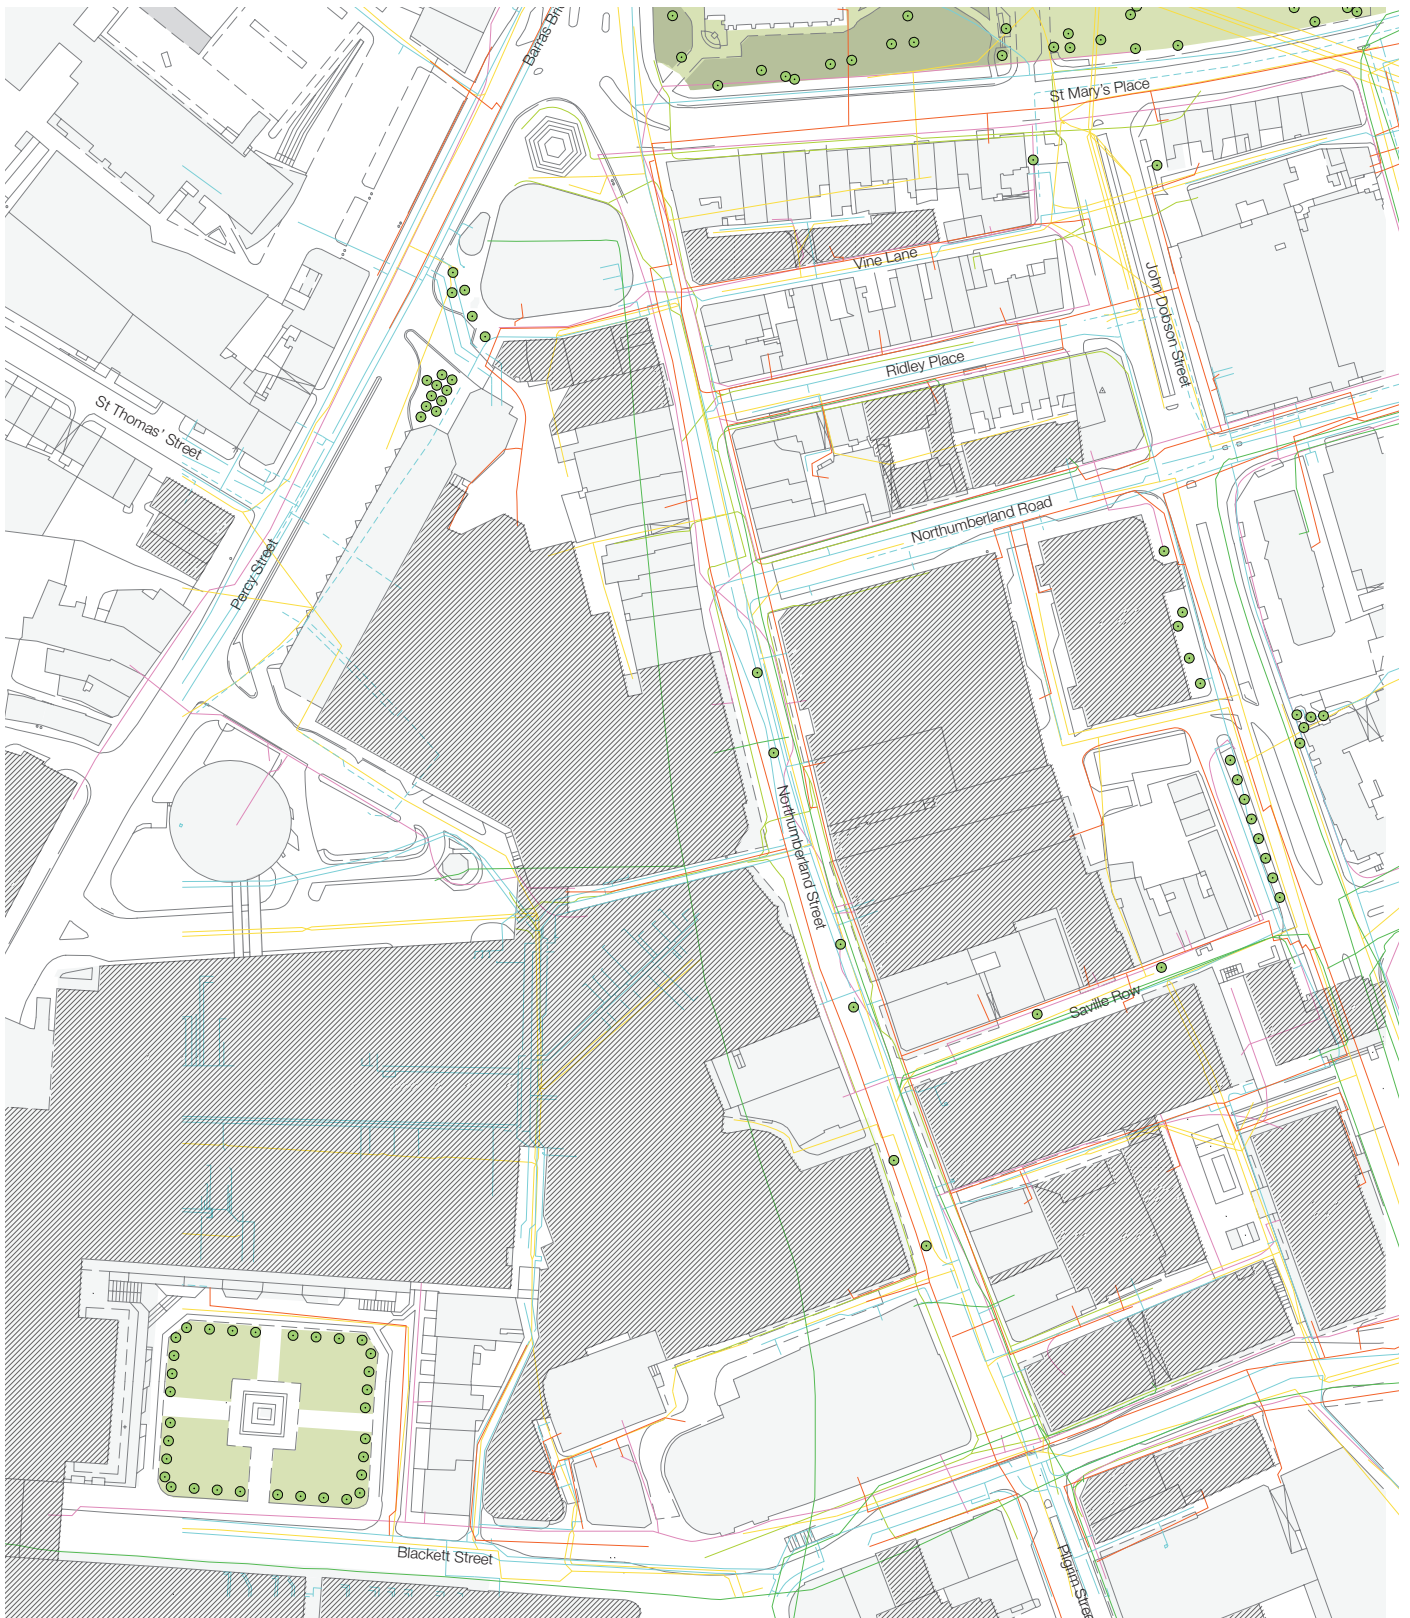 Barras Bri
St Mary's Place
Vine Lane
John Dobson Street
Ridley Place
St Thomas' Street
Northumberland Road
Percy Street
Northumberland Street
Saville Row
Blackett Street
Pilgrim Stree